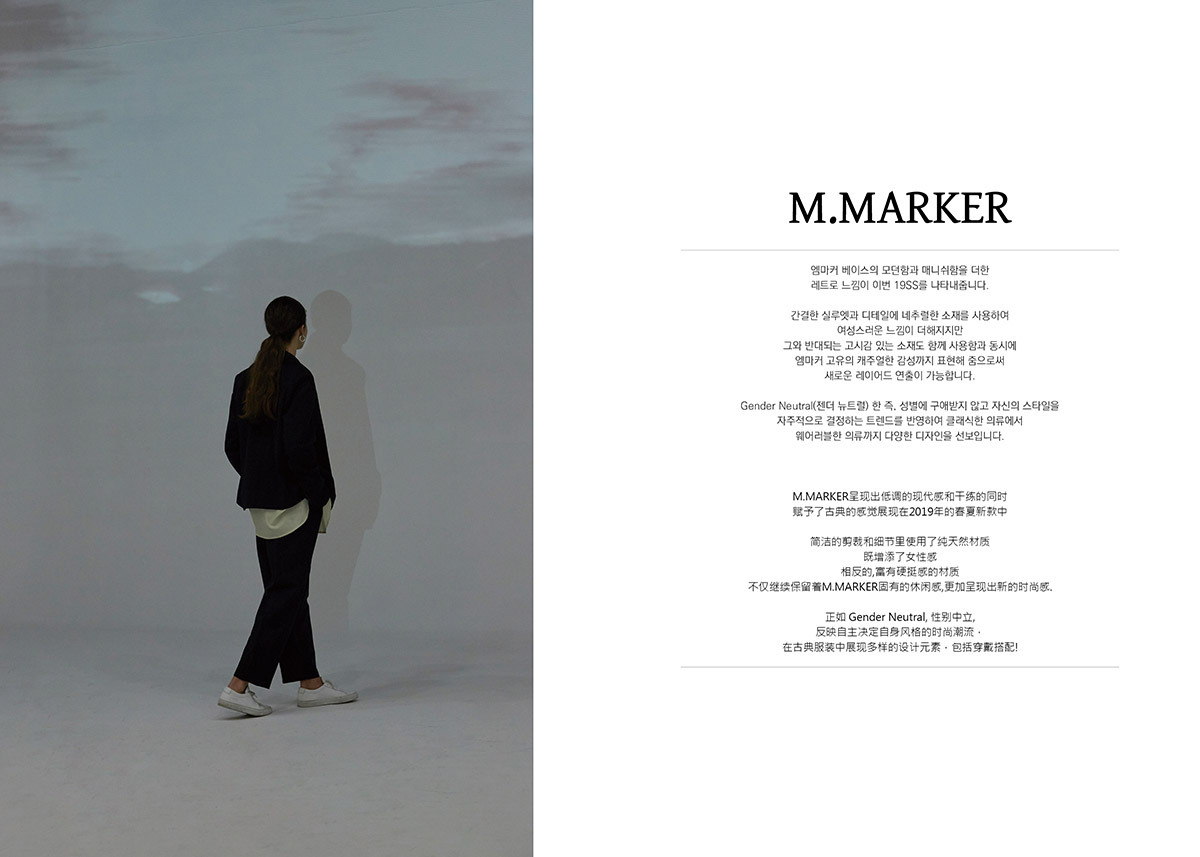 M.MARKER
엠마커 베이스의 모던함과 매니쉬함을 더한
레트로 느낌이 이번 19SS를 나타내줍니다.
간결한 실루엣과 디테일에 네추럴한 소재를 사용하여
여성스러운 느낌이 더해지지만
그와 반대되는 고시감 있는 소재도 함께 사용함과 동시에
엠마커 고유의 캐주얼한 감성까지 표현해 줌으로써
새로운 레이어드 연출이 가능합니다.
Gender Neutral(젠더 뉴트럴) 한 즉, 성별에 구애받지 않고 자신의 스타일을
자주적으로 결정하는 트렌드를 반영하여 클래식한 의류에서
웨어러블한 의류까지 다양한 디자인을 선보입니다.
M.MARKER呈现出低调的现代感和干练的同时
赋予了古典的感觉展现在2019年的春夏新款中
简洁的剪裁和细节里使用了纯天然材质
既增添了女性感
相反的,富有硬挺感的材质
不仅继续保留着M.MARKER固有的休闲感,更加呈现出新的时尚感.
正如 Gender Neutral, 性别中立,
反映自主决定自身风格的时尚潮流，
在古典服装中展现多样的设计元素，包括穿戴搭配!